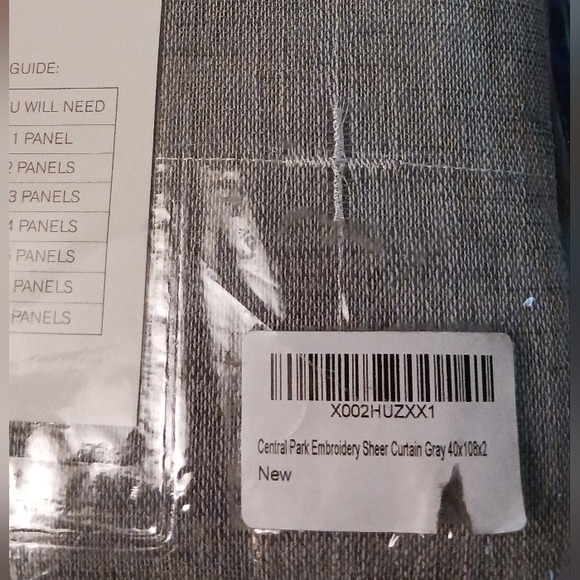 GUIDE:
U WILL NEED
1 PANEL
2 PANELS
3 PANELS
4 PANELS
PANELS
PANELS
PANELS
X002HUZXX1
Central Park Embroidery Sheer Curtain Gray 40x108x2
New